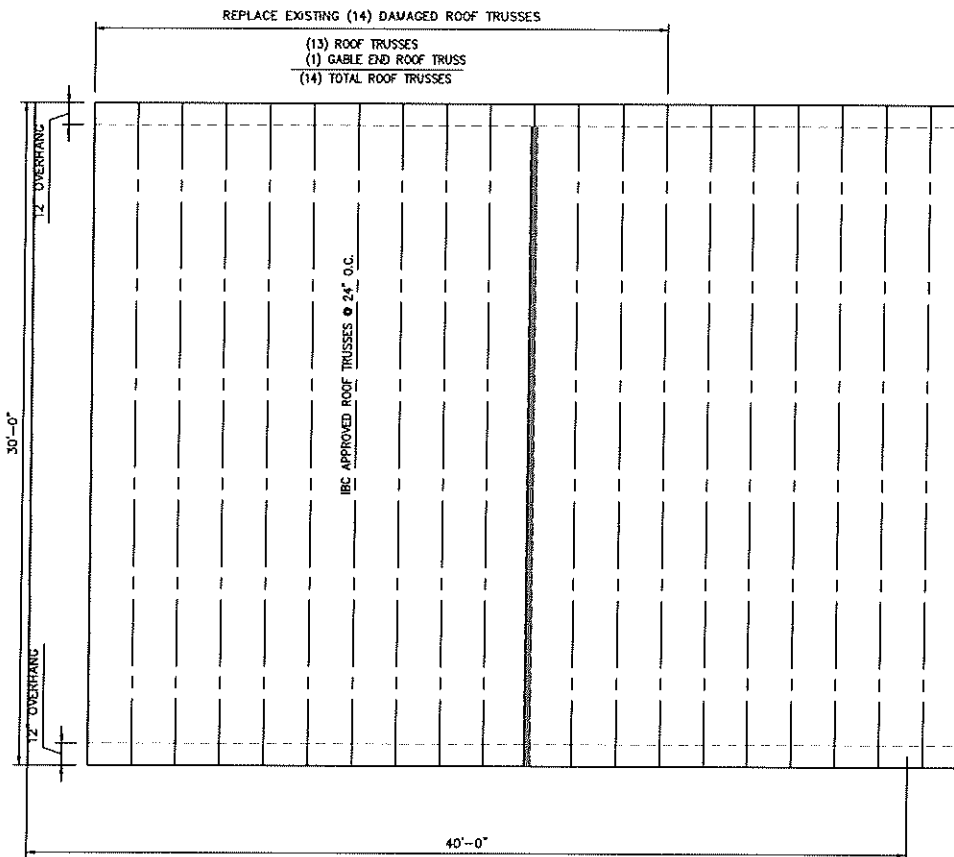 REPLACE EXISTING (14) DAMAGED ROOF TRUSSES
(13) ROOF TRUSSES
(1) GABLE END ROOF TRUSS
(14) TOTAL ROOF TRUSSES
12" OVERHANG
IBC APPROVED ROOF TRUSSES @ 24" O.C.
30'-0"
12" OVERHANG
40'-0"